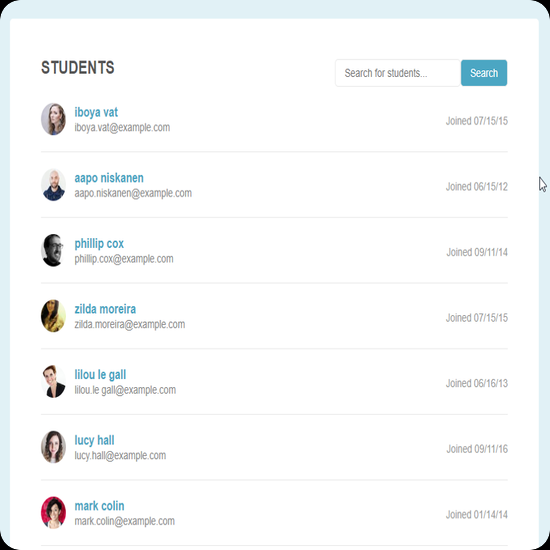 STUDENTS
Search for students...
Search
iboya vat
iboya.vat@example.com
Joined 07/15/15
aapo niskanen
aapo.niskanen@example.com
Joined 06/15/12
phillip cox
phillip.cox@example.com
Joined 09/11/14
zilda moreira
zilda.moreira@example.com
Joined 07/15/15
lilou le gall
lilou.le gall@example.com
Joined 06/16/13
lucy hall
lucy.hall@example.com
Joined 09/11/16
mark colin
mark.colin@example.com
Joined 01/14/14